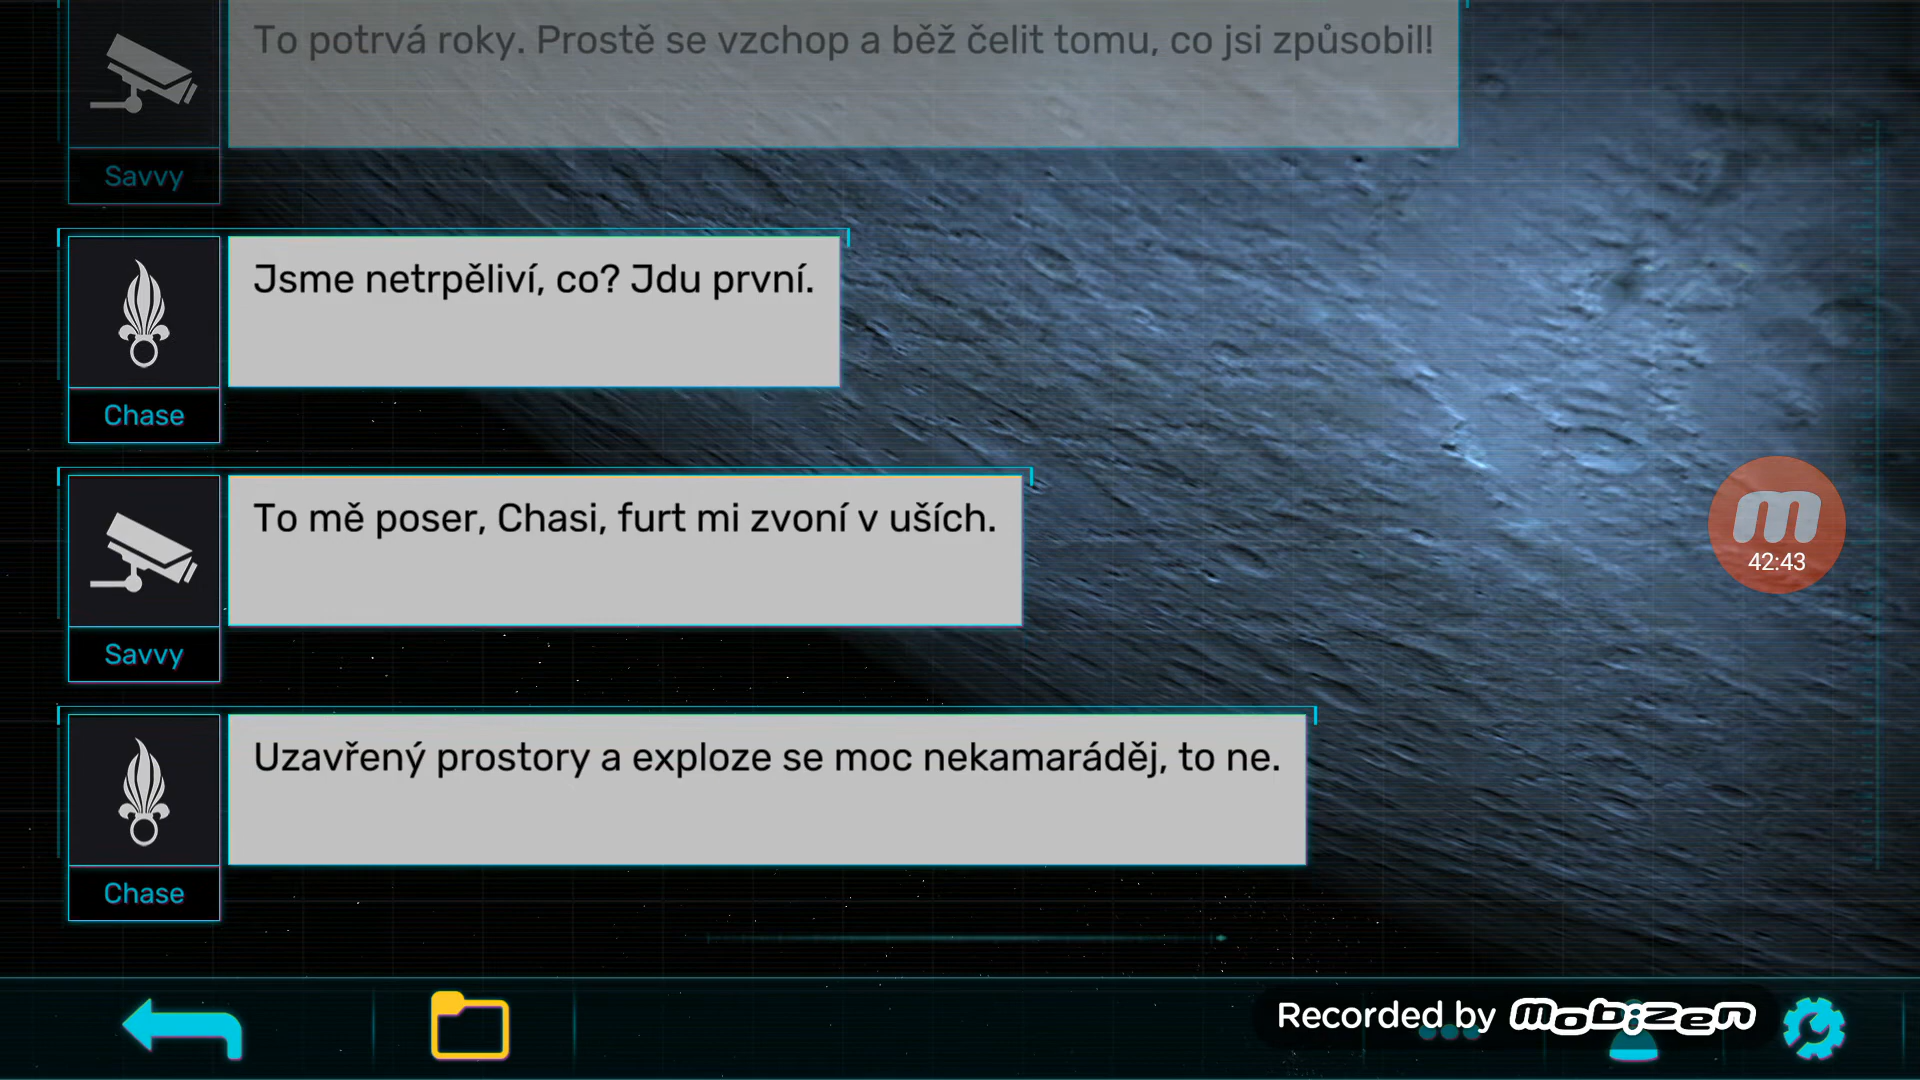 To potrvá roky. Prostě se vzchop a běž čelit tomu, co jsi způsobil!
Savvy
Jsme netrpěliví, co? Jdu první.
Chase
To mě poser, Chasi, furt mi zvoní v uších.
Savvy
Uzavřený prostory a exploze se moc nekamaráděj, to ne.
Chase
m
42:43
Recorded by mobizen